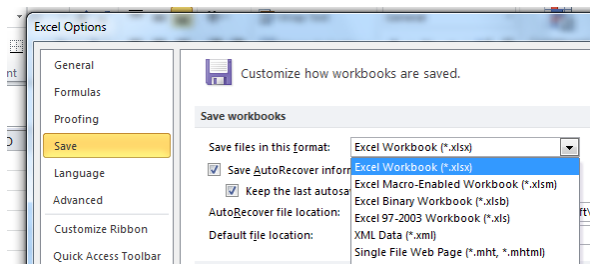 Excel Options
General
Formulas
Proofing
Save
Language
Advanced
Customize Ribbon
Quick Access Toolbar
Customize how workbooks are saved.
Save workbooks
Save files in this format: Excel Workbook (*.xlsx)
Save AutoRecover infor
Keep the last autosa
AutoRecover file location:
Default file location:
Excel Workbook (*.xlsx)
Excel Macro-Enabled Workbook (*.xlsm)
Excel Binary Workbook (*.xlsb)
Excel 97-2003 Workbook (*.xls)
XML Data (*.xml)
Single File Web Page (*.mht, *.mhtml)